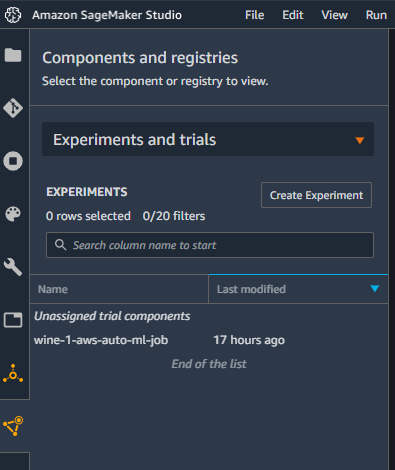 Amazon SageMaker Studio File Edit View Run
Components and registries
Select the component or registry to view.
Experiments and trials
EXPERIMENTS
Create Experiment
0 rows selected 0/20 filters
Search column name to start
Name Last modified
Unassigned trial components
wine-1-aws-auto-ml-job 17 hours ago
End of the list